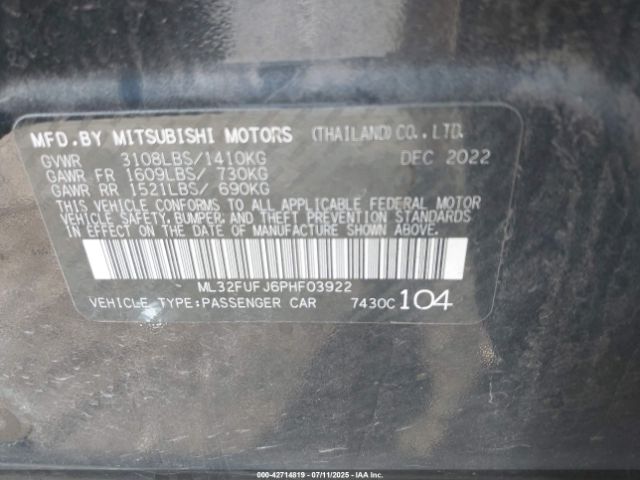 MFD.BY MITSUBISHI MOTORS (THAILAND)CO.,LTD.
GVWR 3108LBS/1410KG DEC 2022
GAWR FR 1609LBS/ 730KG
GAWR RR 1521LBS/ 690KG
THIS VEHICLE CONFORMS TO ALL APPLICABLE FEDERAL MOTOR
VEHICLE SAFETY, BUMPER, AND THEFT PREVENTION STANDARDS
IN EFFECT ON THE DATE OF MANUFACTURE SHOWN ABOVE.
ML32FUFJ6PHF03922
VEHICLE TYPE:PASSENGER CAR 7430C 104
000-42714819 - 07/11/2025 - IAA Inc.